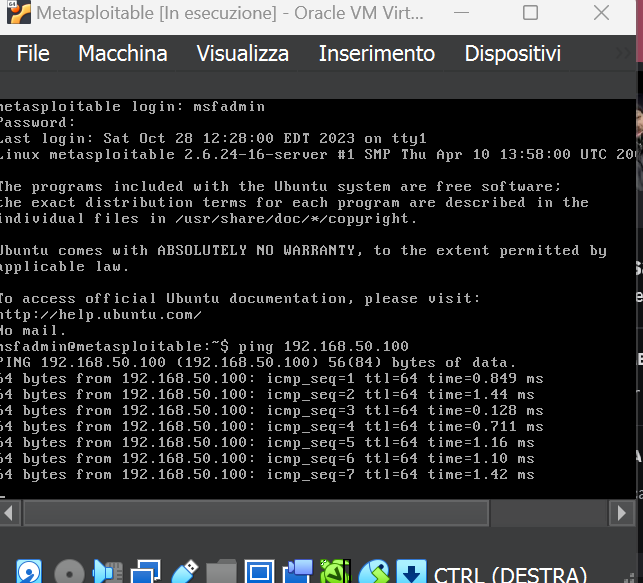 Metasploitable [In esecuzione] - Oracle VM Virt...
File Macchina Visualizza Inserimento Dispositivi
metasploitable login: msfadmin
Password:
Last login: Sat Oct 28 12:28:00 EDT 2023 on tty1
Linux metasploitable 2.6.24-16-server #1 SMP Thu Apr 10 13:58:00 UTC 200
The programs included with the Ubuntu system are free software;
the exact distribution terms for each program are described in the
individual files in /usr/share/doc/*/copyright.
Ubuntu comes with ABSOLUTELY NO WARRANTY, to the extent permitted by
applicable law.
To access official Ubuntu documentation, please visit:
http://help.ubuntu.com/
No mail.
msfadmin@metasploitable:~$ ping 192.168.50.100
PING 192.168.50.100 (192.168.50.100) 56(84) bytes of data.
64 bytes from 192.168.50.100: icmp_seq=1 ttl=64 time=0.849 ms
64 bytes from 192.168.50.100: icmp_seq=2 ttl=64 time=1.44 ms
64 bytes from 192.168.50.100: icmp_seq=3 ttl=64 time=0.128 ms
64 bytes from 192.168.50.100: icmp_seq=4 ttl=64 time=0.711 ms
64 bytes from 192.168.50.100: icmp_seq=5 ttl=64 time=1.16 ms
64 bytes from 192.168.50.100: icmp_seq=6 ttl=64 time=1.10 ms
64 bytes from 192.168.50.100: icmp_seq=7 ttl=64 time=1.42 ms
CTRL (DESTRA)